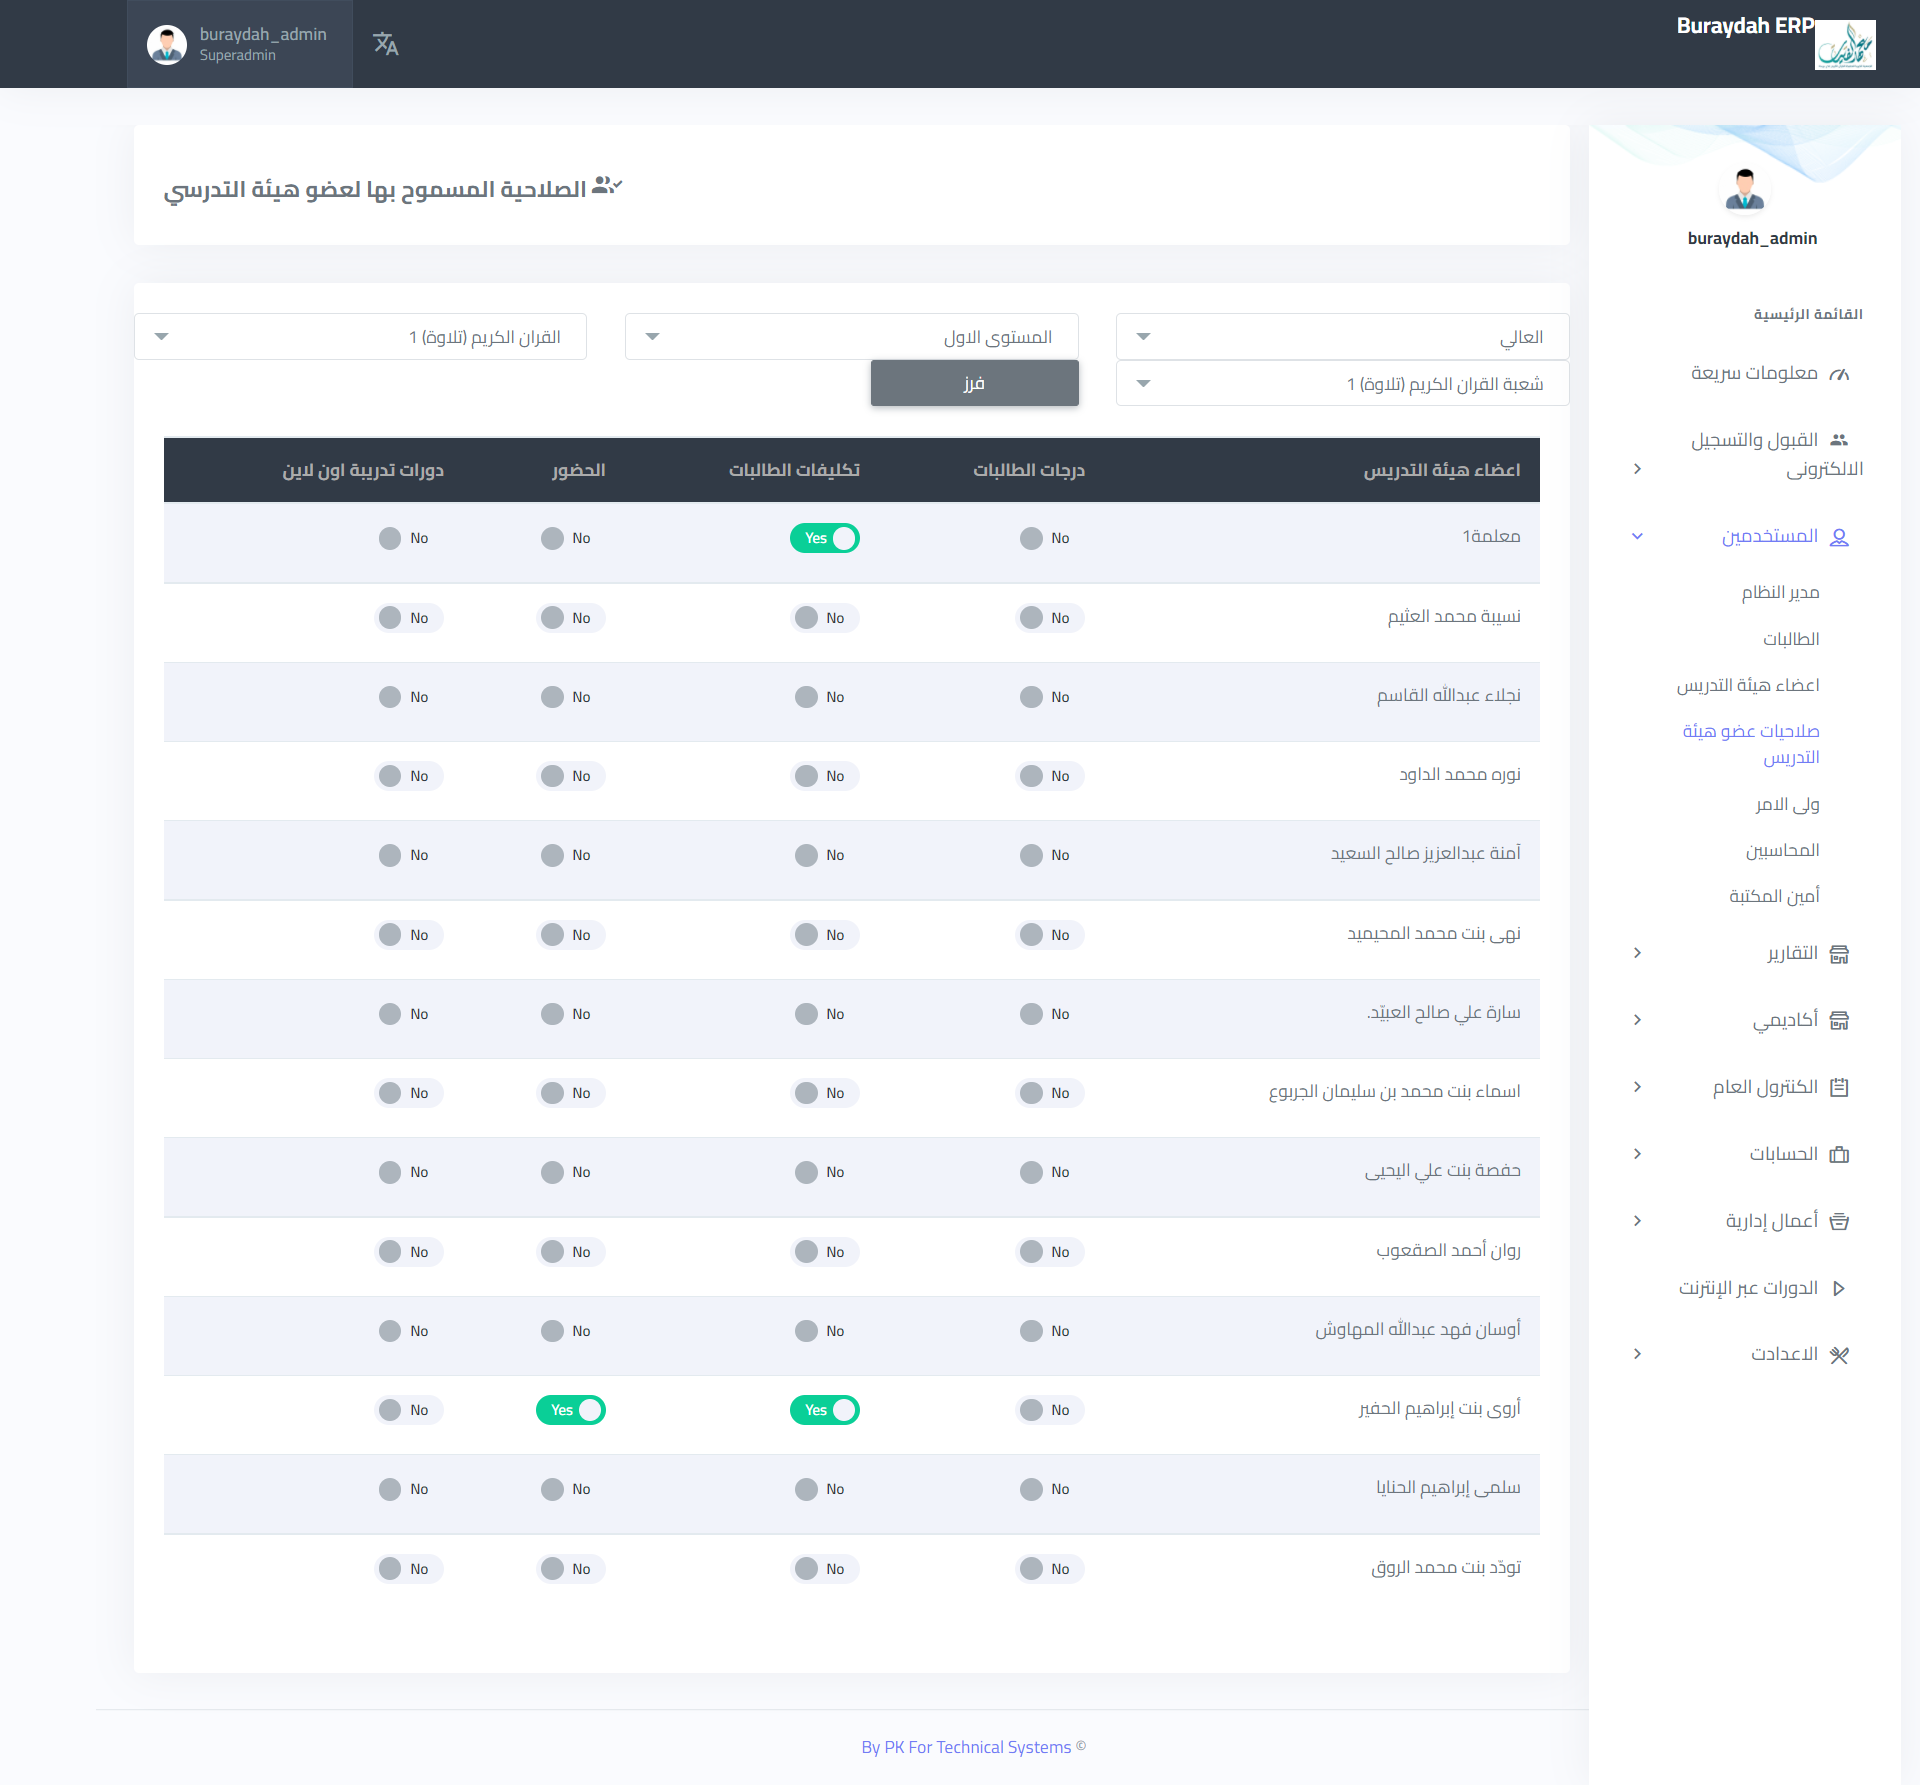 Buraydah ERP
buraydah_admin
Superadmin
buraydah_admin
القائمة الرئيسية
معلومات سريعة
القبول والتسجيل
الالكترونى
المستخدمين
مدير النظام
الطالبات
اعضاء هيئة التدريس
صلاحيات عضو هيئة
التدريس
ولى الامر
المحاسبين
أمين المكتبة
التقارير
أكاديمي
الكنترول العام
الحسابات
أعمال إدارية
الدورات عبر الإنترنت
الاعدادت
الصلاحية المسموح بها لعضو هيئة التدرسي
العالي
المستوى الاول
القران الكريم (تلاوة) 1
شعبة القران الكريم (تلاوة) 1
فرز
اعضاء هيئة التدريس درجات الطالبات تكليفات الطالبات الحضور دورات تدريبة اون لاين
معلمة1 No Yes No No
نسيبة محمد العثيم No No No No
نجلاء عبدالله القاسم No No No No
نوره محمد الداود No No No No
آمنة عبدالعزيز صالح السعيد No No No No
نهى بنت محمد المحيميد No No No No
سارة علي صالح العبيّد. No No No No
اسماء بنت محمد بن سليمان الجربوع No No No No
حفصة بنت علي اليحيى No No No No
روان أحمد الصقعوب No No No No
أوسان فهد عبدالله المهاوش No No No No
أروى بنت إبراهيم الحفير No Yes Yes No
سلمى إبراهيم الحنايا No No No No
تودّد بنت محمد الروق No No No No
By PK For Technical Systems ©